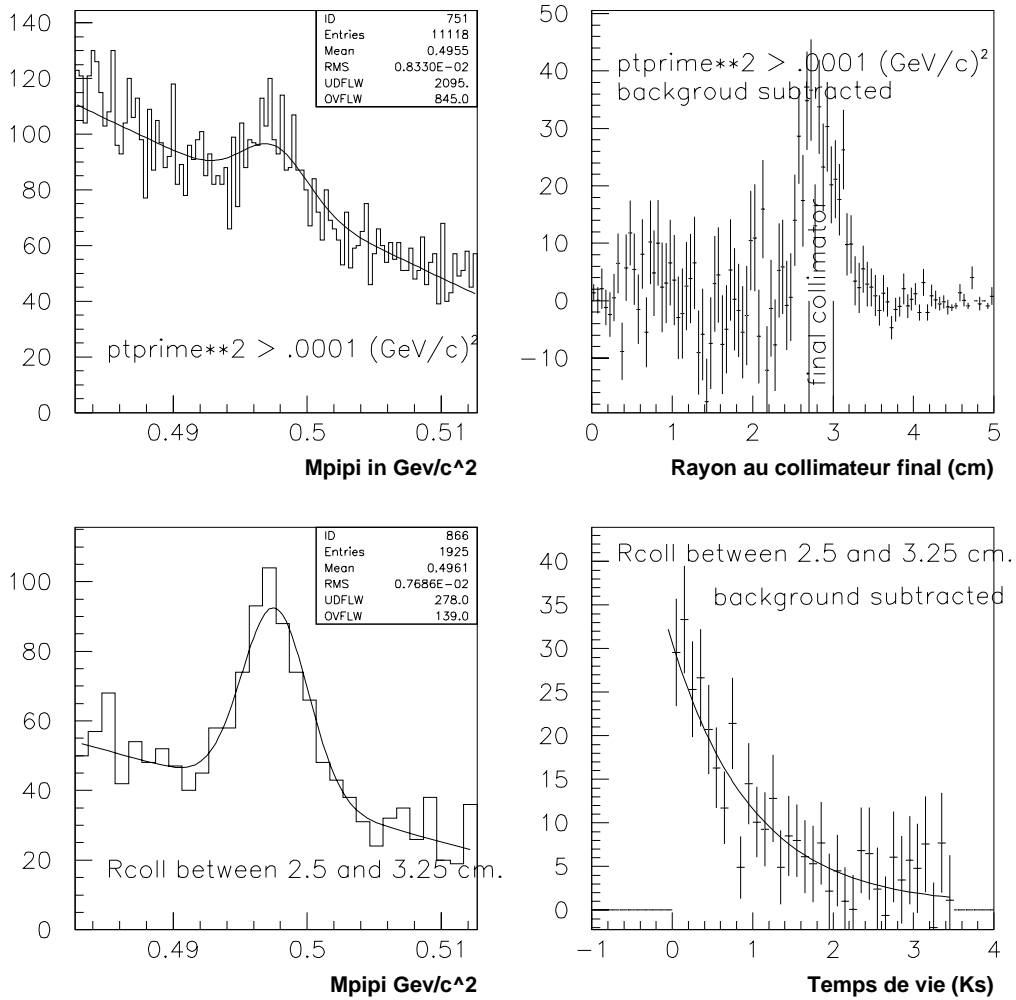 ID 751
Entries 11118
Mean 0.4955
RMS 0.8330E-02
UDFLW 2095.
OVFLW 845.0
140
120
100
80
60
40
20
0
ptprime**2 > .0001 (GeV/c)²
0.49 0.5 0.51
Mpipi in Gev/c^2
50
40
30
20
10
0
−10
ptprime**2 > .0001 (GeV/c)²
backgroud subtracted
final collimator
0 1 2 3 4 5
Rayon au collimateur final (cm)
ID 866
Entries 1925
Mean 0.4961
RMS 0.7686E-02
UDFLW 278.0
OVFLW 139.0
100
80
60
40
20
0
Rcoll between 2.5 and 3.25 cm.
0.49 0.5 0.51
Mpipi Gev/c^2
40
35
30
25
20
15
10
5
0
Rcoll between 2.5 and 3.25 cm.
background subtracted
−1 0 1 2 3 4
Temps de vie (Ks)